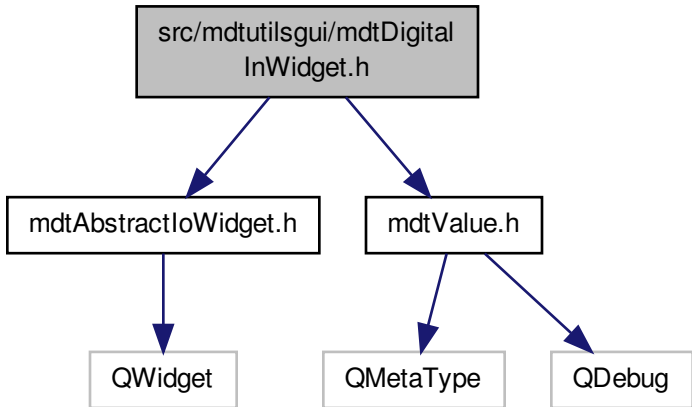 src/mdtutilsgui/mdtDigital
InWidget.h
mdtAbstractIoWidget.h
mdtValue.h
QWidget
QMetaType
QDebug